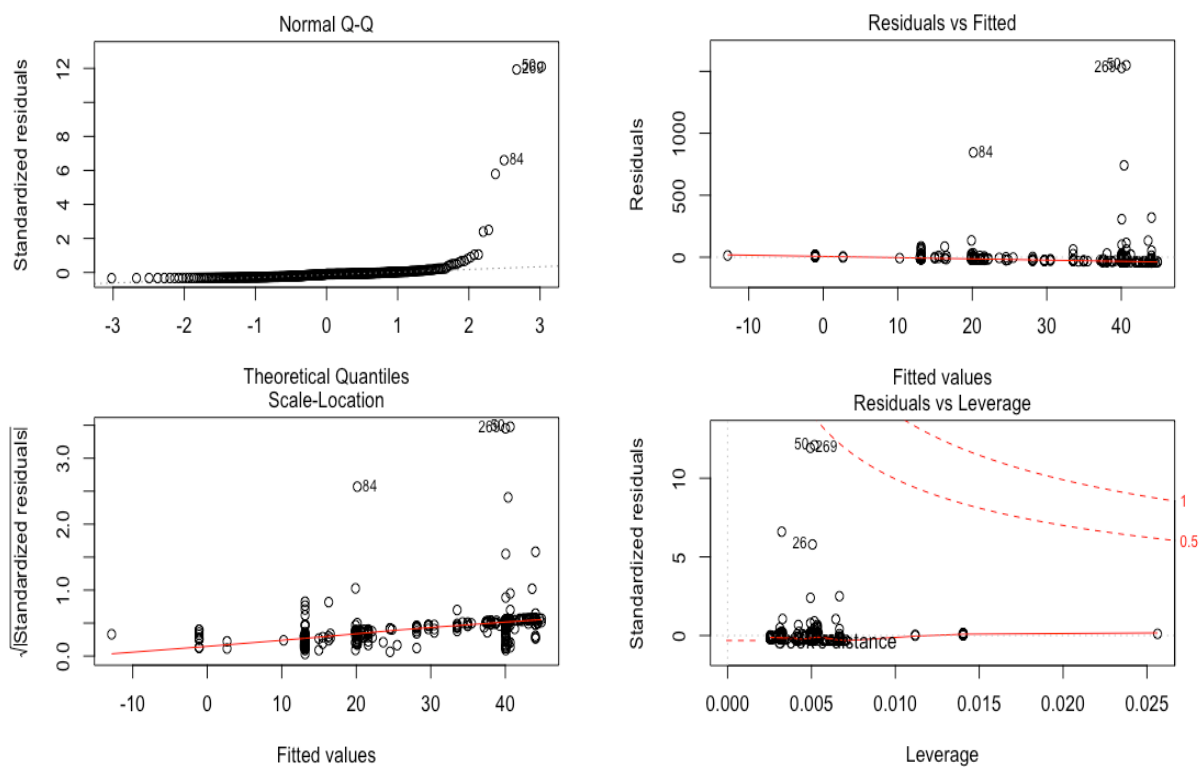 Normal Q-Q
Standardized residuals
12
10
8
6
4
2
0
50
269
84
-3 -2 -1 0 1 2 3
Theoretical Quantiles
Residuals vs Fitted
Residuals
1000
500
0
50
269
84
-10 0 10 20 30 40
Fitted values
Scale-Location
√|Standardized residuals|
3.0
2.0
1.0
0.0
50
269
84
-10 0 10 20 30 40
Fitted values
Residuals vs Leverage
Standardized residuals
10
5
0
50
269
26
1
0.5
Cook's distance
0.000 0.005 0.010 0.015 0.020 0.025
Leverage